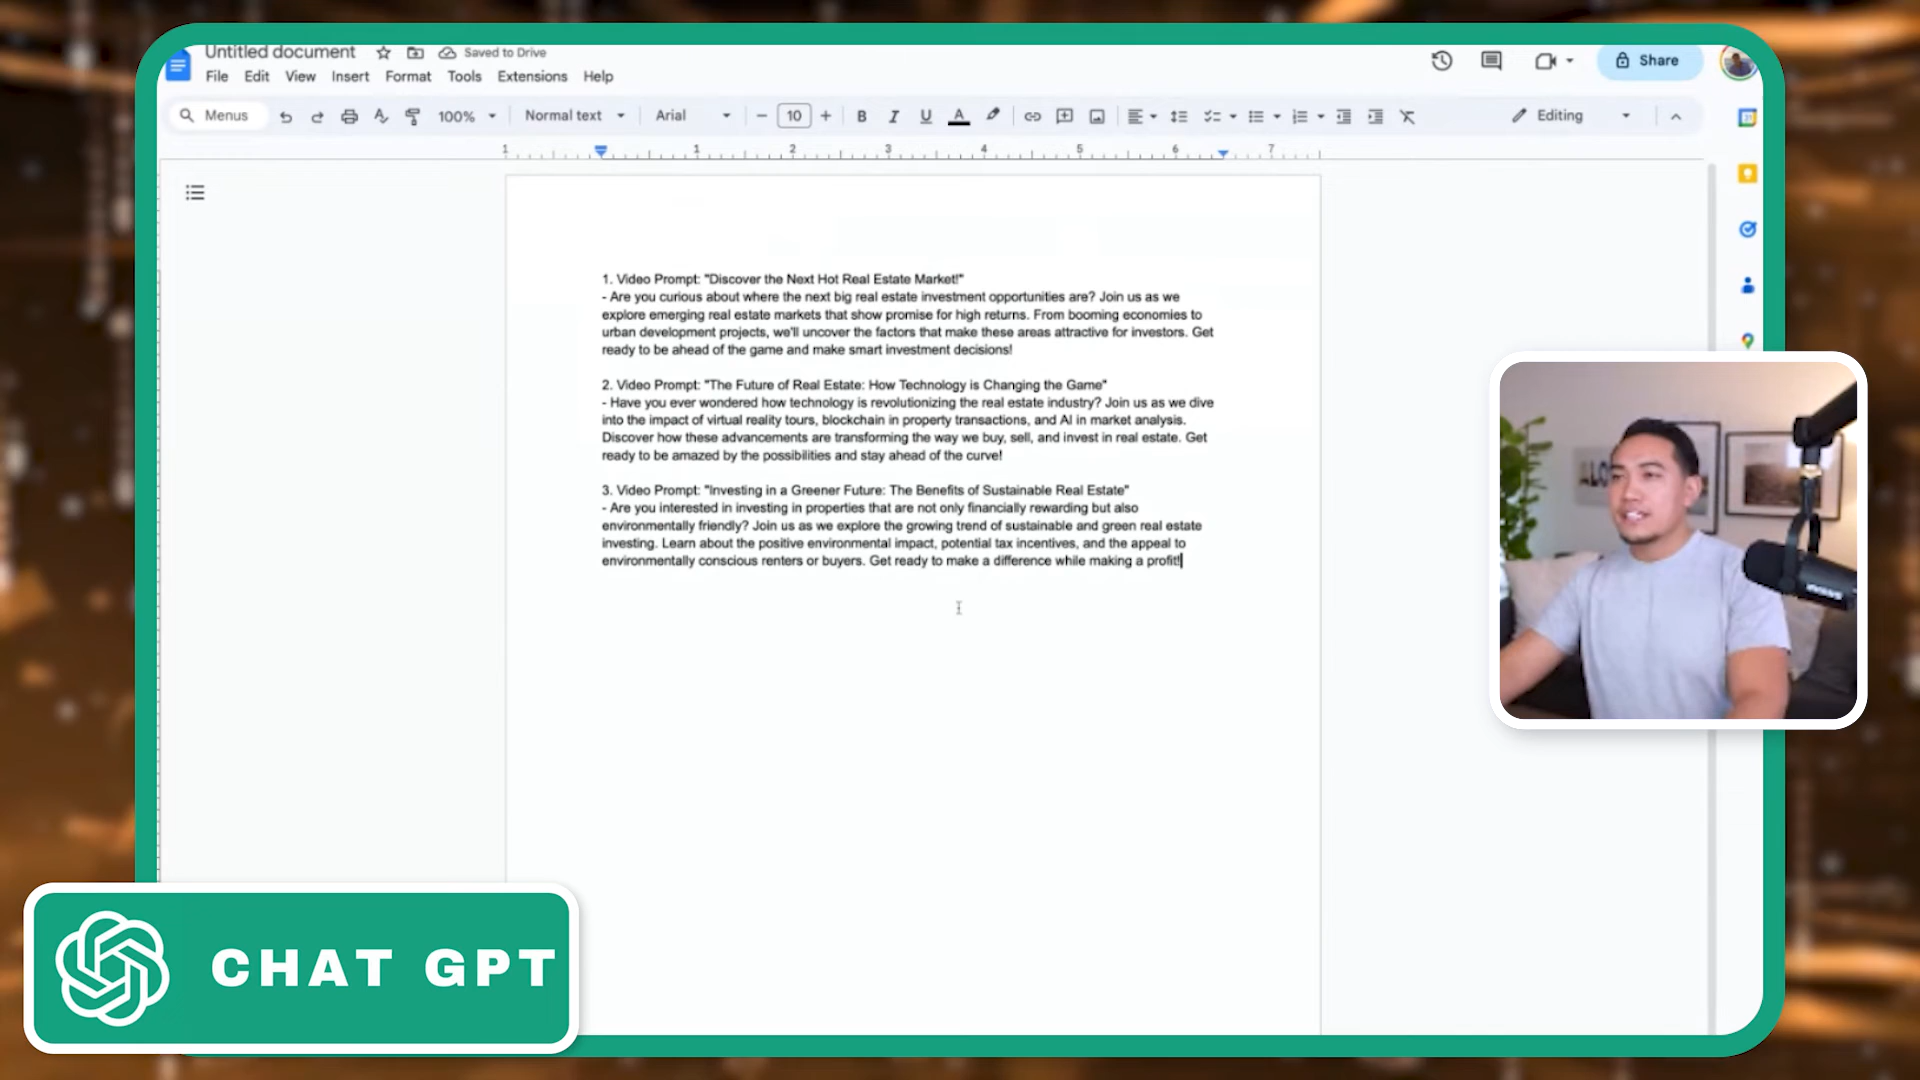 Untitled document
Saved to Drive
File Edit View Insert Format Tools Extensions Help
Share
Menus
100%
Normal text
Arial
10
Editing
1 1 2 3 4 5 6 7
1. Video Prompt: "Discover the Next Hot Real Estate Market!"
- Are you curious about where the next big real estate investment opportunities are? Join us as we
explore emerging real estate markets that show promise for high returns. From booming economies to
urban development projects, we'll uncover the factors that make these areas attractive for investors. Get
ready to be ahead of the game and make smart investment decisions!
2. Video Prompt: "The Future of Real Estate: How Technology is Changing the Game"
- Have you ever wondered how technology is revolutionizing the real estate industry? Join us as we dive
into the impact of virtual reality tours, blockchain in property transactions, and AI in market analysis.
Discover how these advancements are transforming the way we buy, sell, and invest in real estate. Get
ready to be amazed by the possibilities and stay ahead of the curve!
3. Video Prompt: "Investing in a Greener Future: The Benefits of Sustainable Real Estate"
- Are you interested in investing in properties that are not only financially rewarding but also
environmentally friendly? Join us as we explore the growing trend of sustainable and green real estate
investing. Learn about the positive environmental impact, potential tax incentives, and the appeal to
environmentally conscious renters or buyers. Get ready to make a difference while making a profit!
CHAT GPT